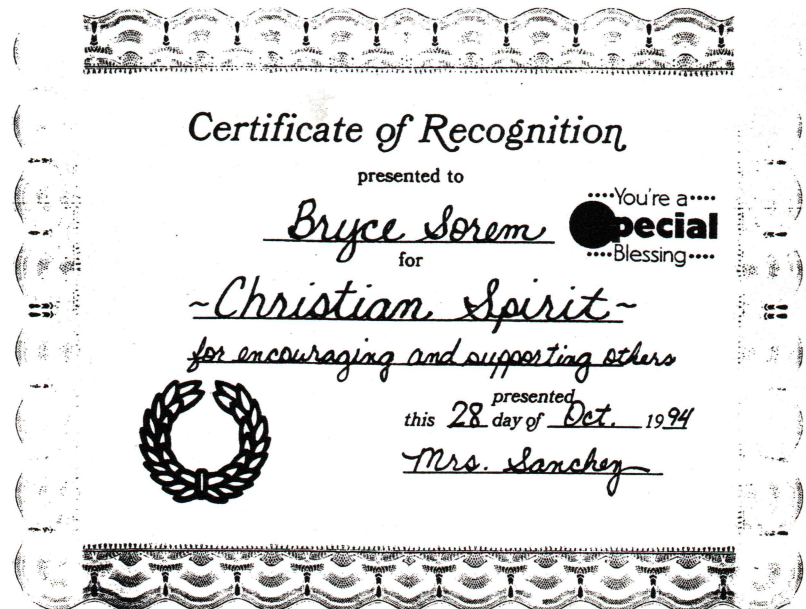 Certificate of Recognition
presented to
Bryce Sorem
····You're a····
Special
····Blessing····
for
~Christian Spirit~
for encouraging and supporting others
presented
this 28 day of Oct. 1994
Mrs. Sanchez